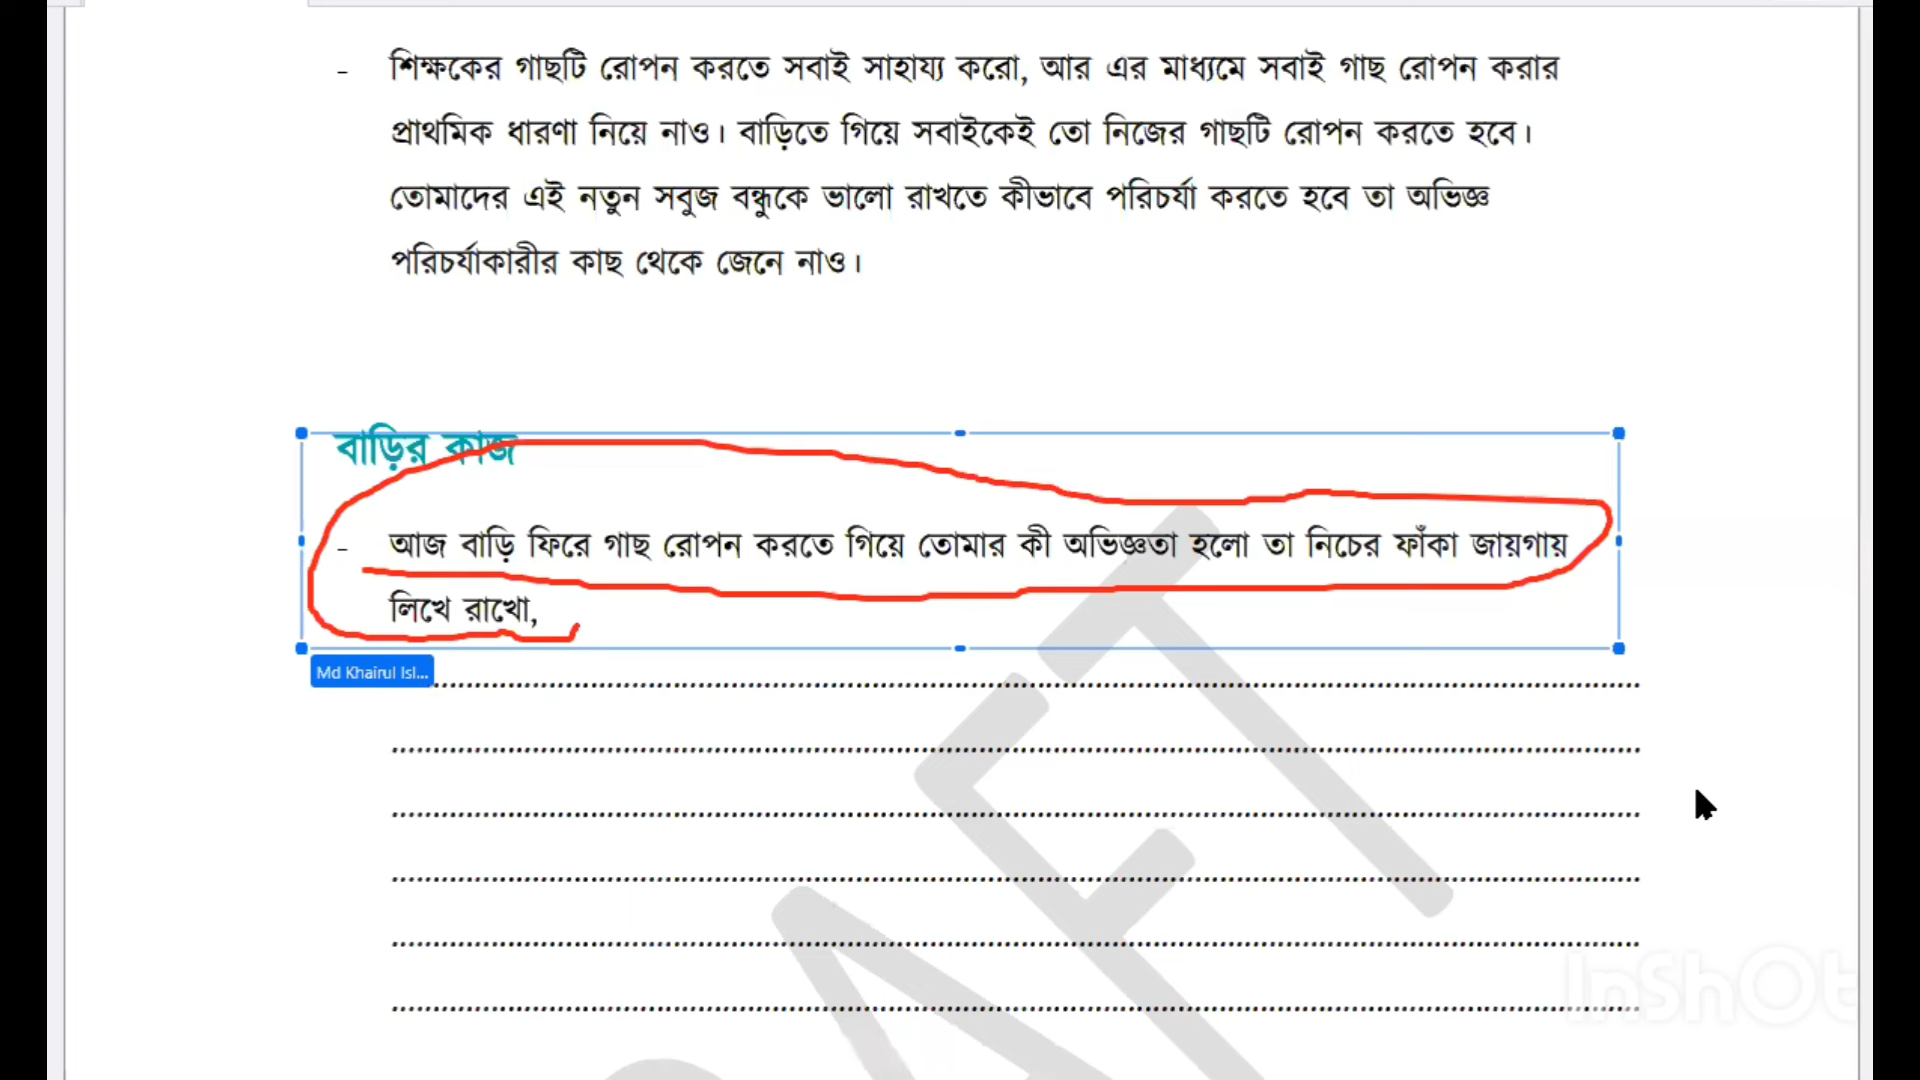 - শিক্ষকের গাছটি রোপন করতে সবাই সাহায্য করো, আর এর মাধ্যমে সবাই গাছ রোপন করার
প্রাথমিক ধারণা নিয়ে নাও। বাড়িতে গিয়ে সবাইকেই তো নিজের গাছটি রোপন করতে হবে।
তোমাদের এই নতুন সবুজ বন্ধুকে ভালো রাখতে কীভাবে পরিচর্যা করতে হবে তা অভিজ্ঞ
পরিচর্যাকারীর কাছ থেকে জেনে নাও।
বাড়ির কাজ
- আজ বাড়ি ফিরে গাছ রোপন করতে গিয়ে তোমার কী অভিজ্ঞতা হলো তা নিচের ফাঁকা জায়গায়
লিখে রাখো,
Md Khairul Isl...
InShOt